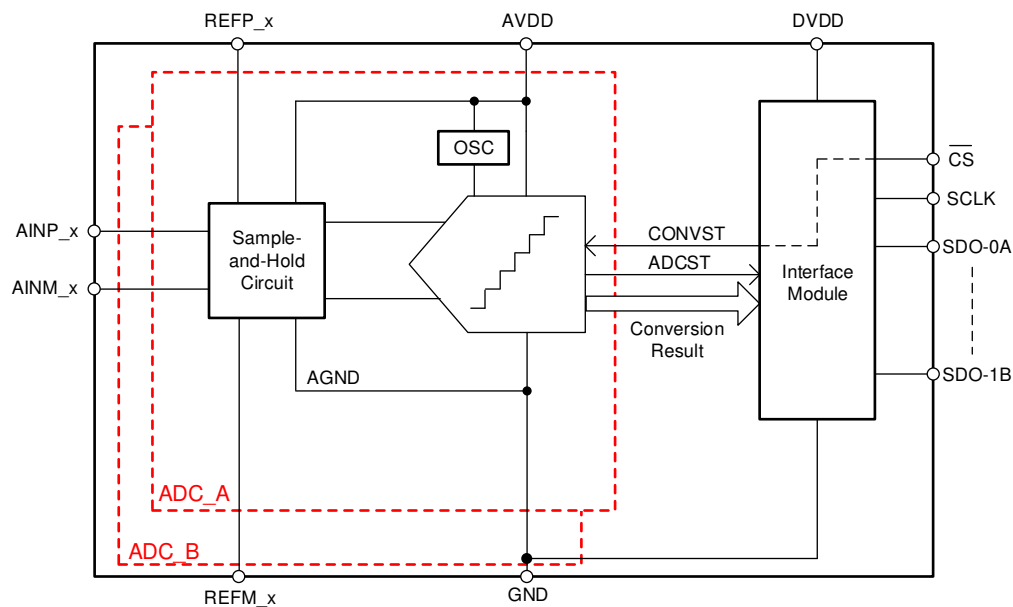 REFP_x
AVDD
DVDD
OSC
CS
SCLK
AINP_x
Sample-
and-Hold
Circuit
CONVST
SDO-0A
ADCST
Interface
Module
AINM_x
Conversion
Result
AGND
SDO-1B
ADC_A
ADC_B
REFM_x
GND